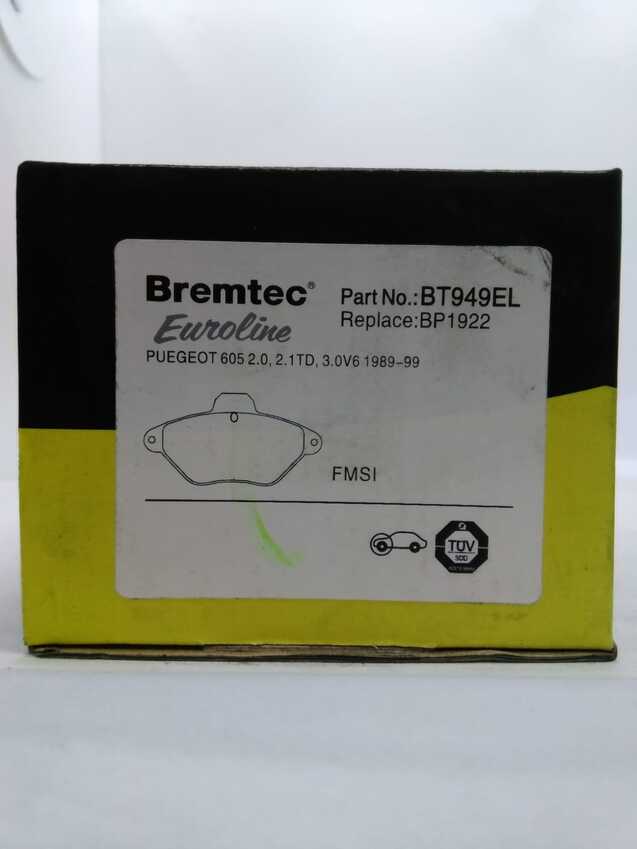 Bremtec®
Euroline
Part No.:BT949EL
Replace:BP1922
PUEGEOT 605 2.0, 2.1TD, 3.0V6 1989-99
FMSI
TÜV
SÜD